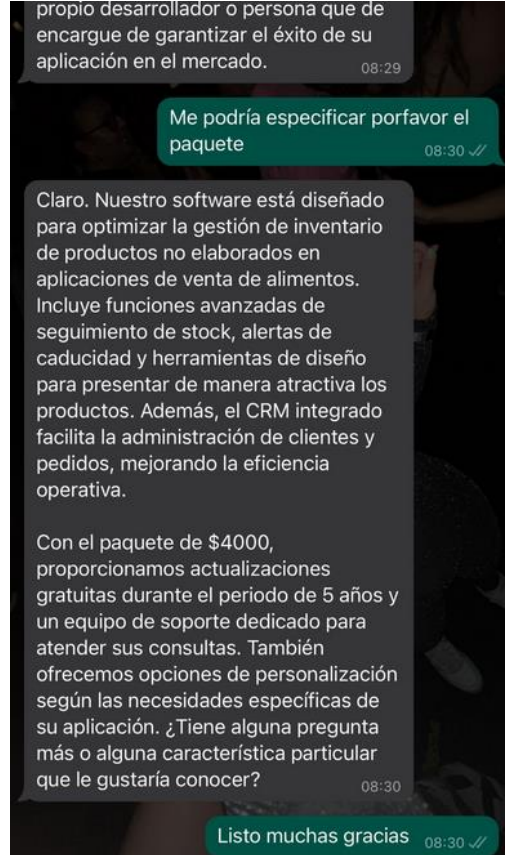 propio desarrollador o persona que de
encargue de garantizar el éxito de su
aplicación en el mercado.
08:29
Me podría especificar porfavor el
paquete
08:30
Claro. Nuestro software está diseñado
para optimizar la gestión de inventario
de productos no elaborados en
aplicaciones de venta de alimentos.
Incluye funciones avanzadas de
seguimiento de stock, alertas de
caducidad y herramientas de diseño
para presentar de manera atractiva los
productos. Además, el CRM integrado
facilita la administración de clientes y
pedidos, mejorando la eficiencia
operativa.
Con el paquete de $4000,
proporcionamos actualizaciones
gratuitas durante el periodo de 5 años y
un equipo de soporte dedicado para
atender sus consultas. También
ofrecemos opciones de personalización
según las necesidades específicas de
su aplicación. ¿Tiene alguna pregunta
más o alguna característica particular
que le gustaría conocer?
08:30
Listo muchas gracias
08:30